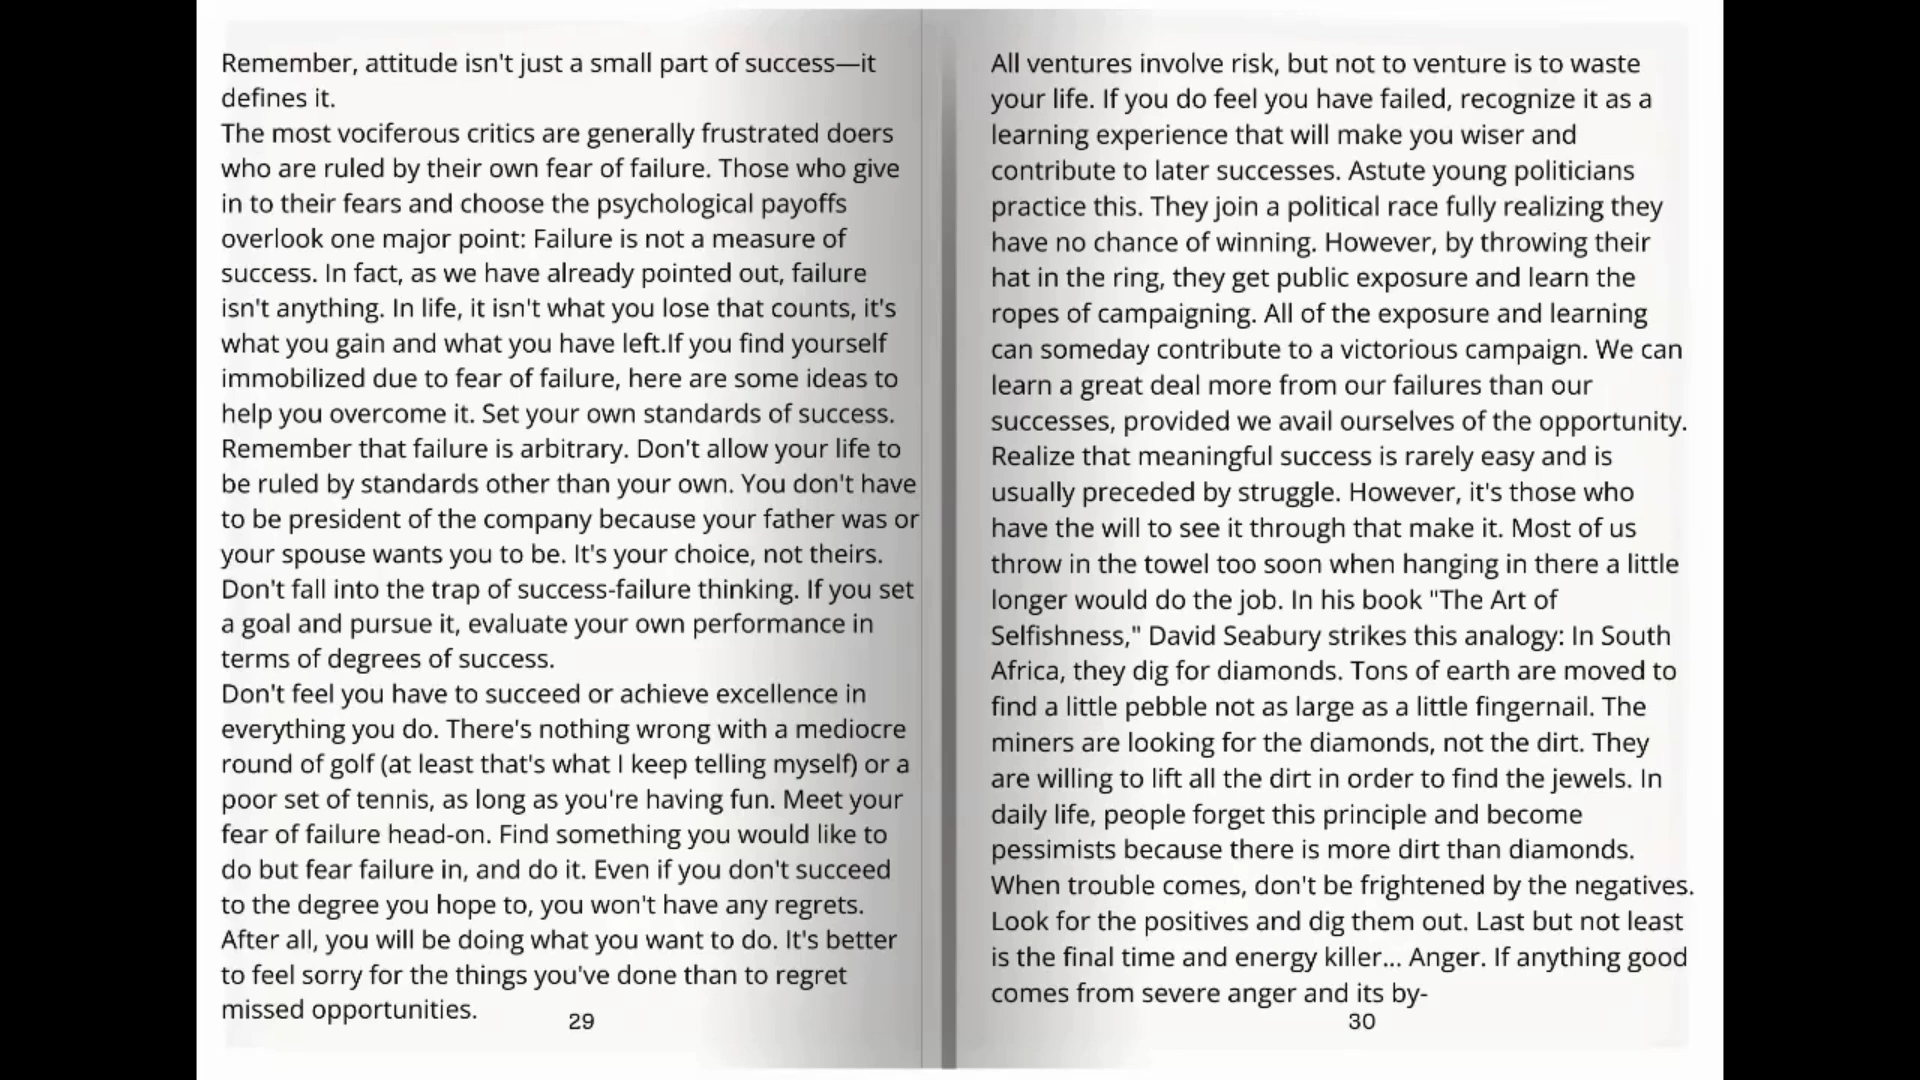 Remember, attitude isn't just a small part of success—it
defines it.
The most vociferous critics are generally frustrated doers
who are ruled by their own fear of failure. Those who give
in to their fears and choose the psychological payoffs
overlook one major point: Failure is not a measure of
success. In fact, as we have already pointed out, failure
isn't anything. In life, it isn't what you lose that counts, it's
what you gain and what you have left.If you find yourself
immobilized due to fear of failure, here are some ideas to
help you overcome it. Set your own standards of success.
Remember that failure is arbitrary. Don't allow your life to
be ruled by standards other than your own. You don't have
to be president of the company because your father was or
your spouse wants you to be. It's your choice, not theirs.
Don't fall into the trap of success-failure thinking. If you set
a goal and pursue it, evaluate your own performance in
terms of degrees of success.
Don't feel you have to succeed or achieve excellence in
everything you do. There's nothing wrong with a mediocre
round of golf (at least that's what I keep telling myself) or a
poor set of tennis, as long as you're having fun. Meet your
fear of failure head-on. Find something you would like to
do but fear failure in, and do it. Even if you don't succeed
to the degree you hope to, you won't have any regrets.
After all, you will be doing what you want to do. It's better
to feel sorry for the things you've done than to regret
missed opportunities.
29
All ventures involve risk, but not to venture is to waste
your life. If you do feel you have failed, recognize it as a
learning experience that will make you wiser and
contribute to later successes. Astute young politicians
practice this. They join a political race fully realizing they
have no chance of winning. However, by throwing their
hat in the ring, they get public exposure and learn the
ropes of campaigning. All of the exposure and learning
can someday contribute to a victorious campaign. We can
learn a great deal more from our failures than our
successes, provided we avail ourselves of the opportunity.
Realize that meaningful success is rarely easy and is
usually preceded by struggle. However, it's those who
have the will to see it through that make it. Most of us
throw in the towel too soon when hanging in there a little
longer would do the job. In his book "The Art of
Selfishness," David Seabury strikes this analogy: In South
Africa, they dig for diamonds. Tons of earth are moved to
find a little pebble not as large as a little fingernail. The
miners are looking for the diamonds, not the dirt. They
are willing to lift all the dirt in order to find the jewels. In
daily life, people forget this principle and become
pessimists because there is more dirt than diamonds.
When trouble comes, don't be frightened by the negatives.
Look for the positives and dig them out. Last but not least
is the final time and energy killer... Anger. If anything good
comes from severe anger and its by-
30